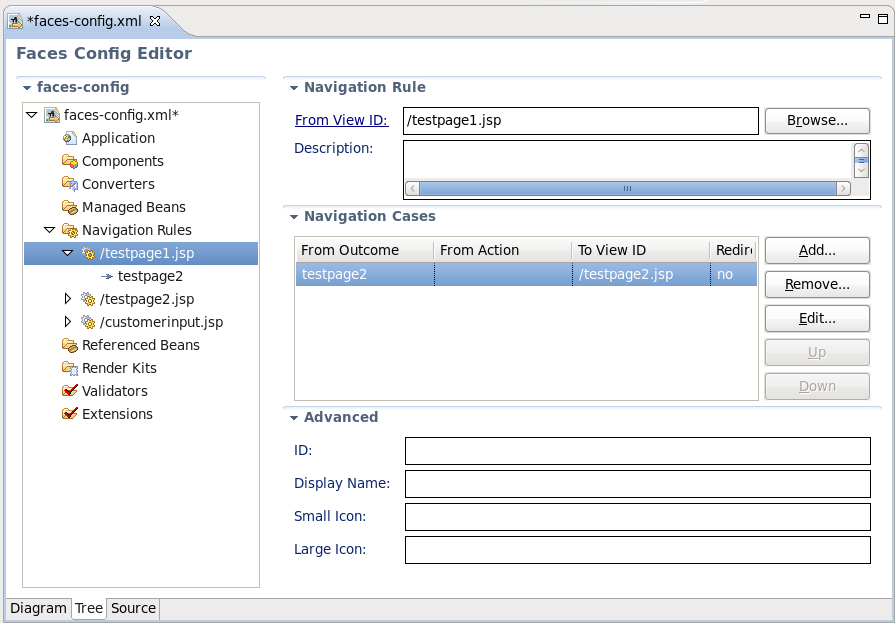 *faces-config.xml
Faces Config Editor
faces-config
faces-config.xml*
Application
Components
Converters
Managed Beans
Navigation Rules
/testpage1.jsp
testpage2
/testpage2.jsp
/customerinput.jsp
Referenced Beans
Render Kits
Validators
Extensions
Navigation Rule
From View ID: /testpage1.jsp Browse...
Description:
Navigation Cases
From Outcome From Action To View ID Redire
testpage2 /testpage2.jsp no
Add...
Remove...
Edit...
Up
Down
Advanced
ID:
Display Name:
Small Icon:
Large Icon:
Diagram Tree Source